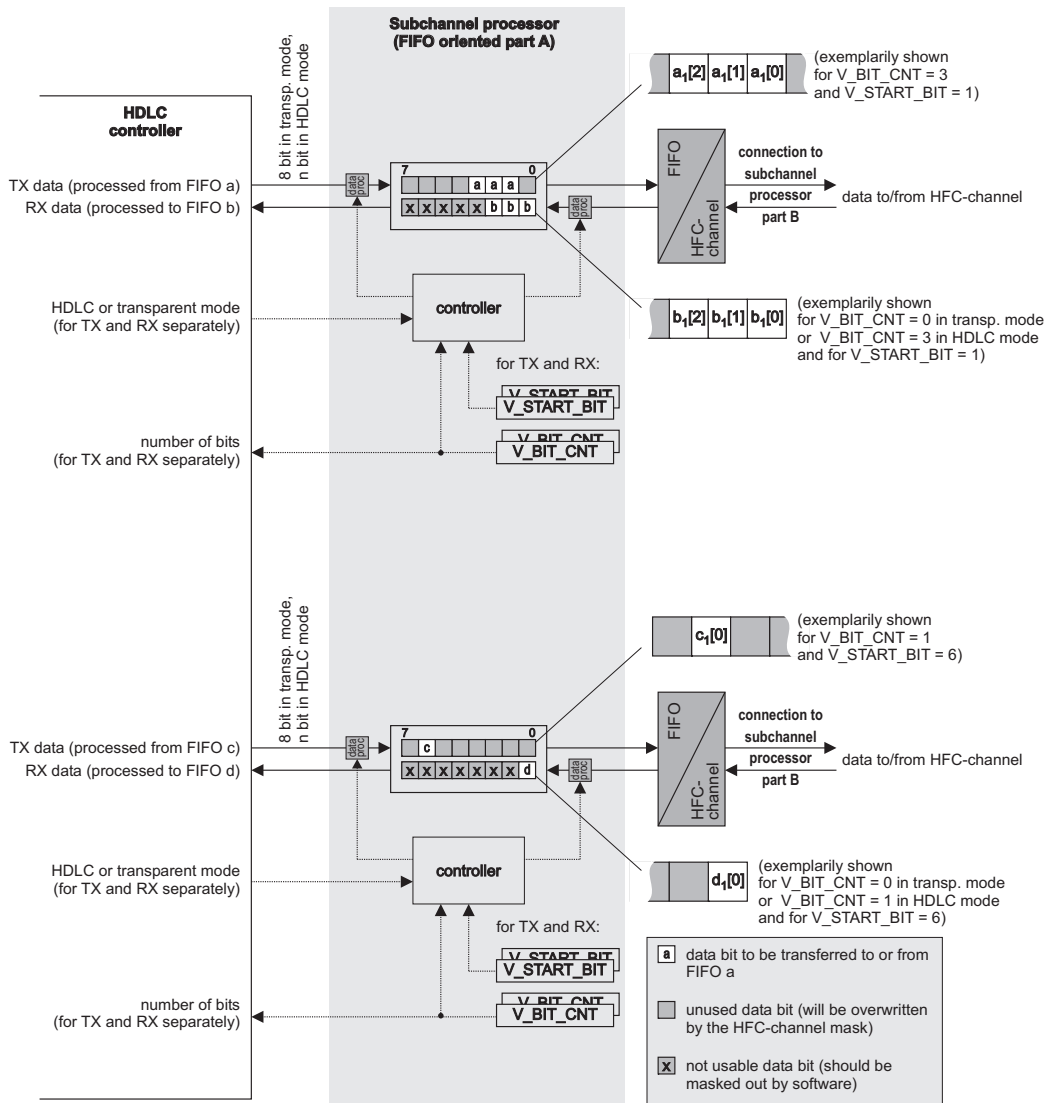 Subchannel processor
(FIFO oriented part A)
8 bit in transp. mode,
n bit in HDLC mode
HDLC
controller
a1[2] a1[1] a1[0]
(exemplarily shown
for V_BIT_CNT = 3
and V_START_BIT = 1)
TX data (processed from FIFO a)
RX data (processed to FIFO b)
data
proc
7 0
a a a
x x x x x b b b
data
proc
FIFO
HFC-
channel
connection to
subchannel
processor
part B
data to/from HFC-channel
controller
HDLC or transparent mode
(for TX and RX separately)
b1[2] b1[1] b1[0]
(exemplarily shown
for V_BIT_CNT = 0 in transp. mode
or V_BIT_CNT = 3 in HDLC mode
and for V_START_BIT = 1)
for TX and RX:
V_START_BIT
V_START_BIT
V_BIT_CNT
V_BIT_CNT
number of bits
(for TX and RX separately)
8 bit in transp. mode,
n bit in HDLC mode
c1[0]
(exemplarily shown
for V_BIT_CNT = 1
and V_START_BIT = 6)
TX data (processed from FIFO c)
RX data (processed to FIFO d)
data
proc
7 0
c
x x x x x x x d
data
proc
FIFO
HFC-
channel
connection to
subchannel
processor
part B
data to/from HFC-channel
controller
HDLC or transparent mode
(for TX and RX separately)
d1[0]
(exemplarily shown
for V_BIT_CNT = 0 in transp. mode
or V_BIT_CNT = 1 in HDLC mode
and for V_START_BIT = 6)
for TX and RX:
V_START_BIT
V_START_BIT
V_BIT_CNT
V_BIT_CNT
number of bits
(for TX and RX separately)
a data bit to be transferred to or from
FIFO a
unused data bit (will be overwritten
by the HFC-channel mask)
x not usable data bit (should be
masked out by software)